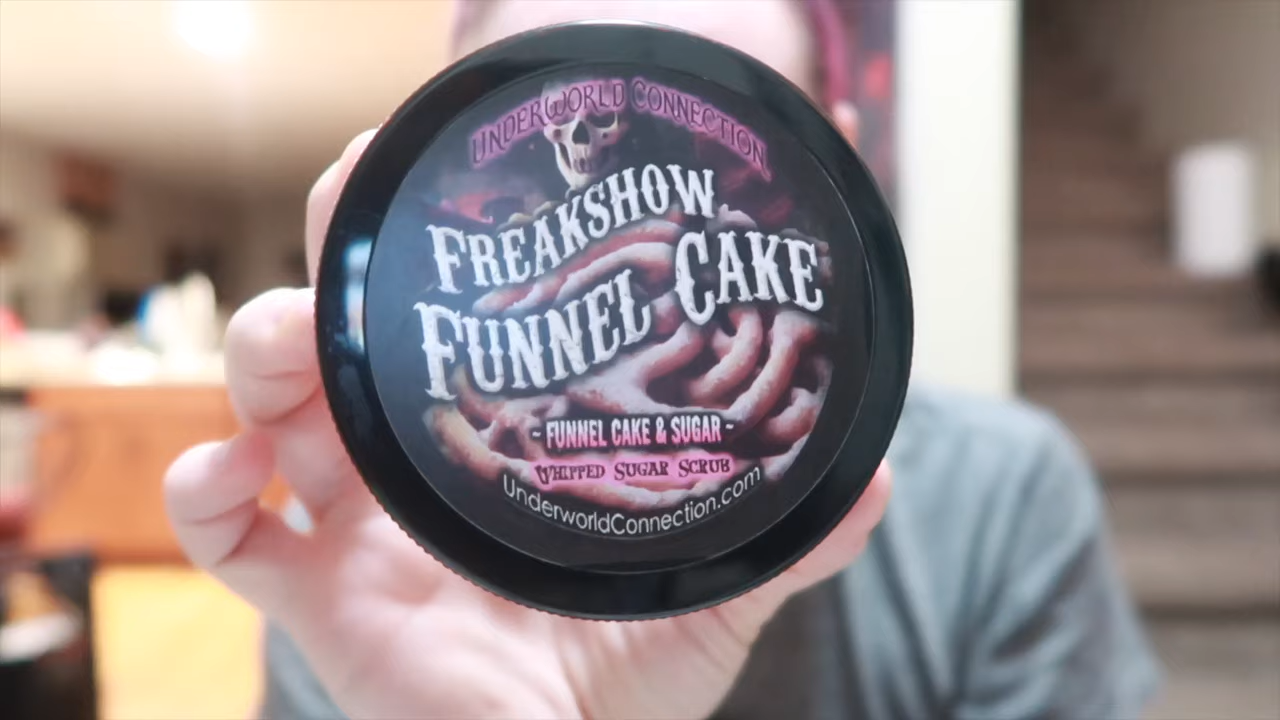 UNDERWORLD CONNECTION
FREAKSHOW
FUNNEL CAKE
~ FUNNEL CAKE & SUGAR ~
WHIPPED SUGAR SCRUB
UnderworldConnection.com